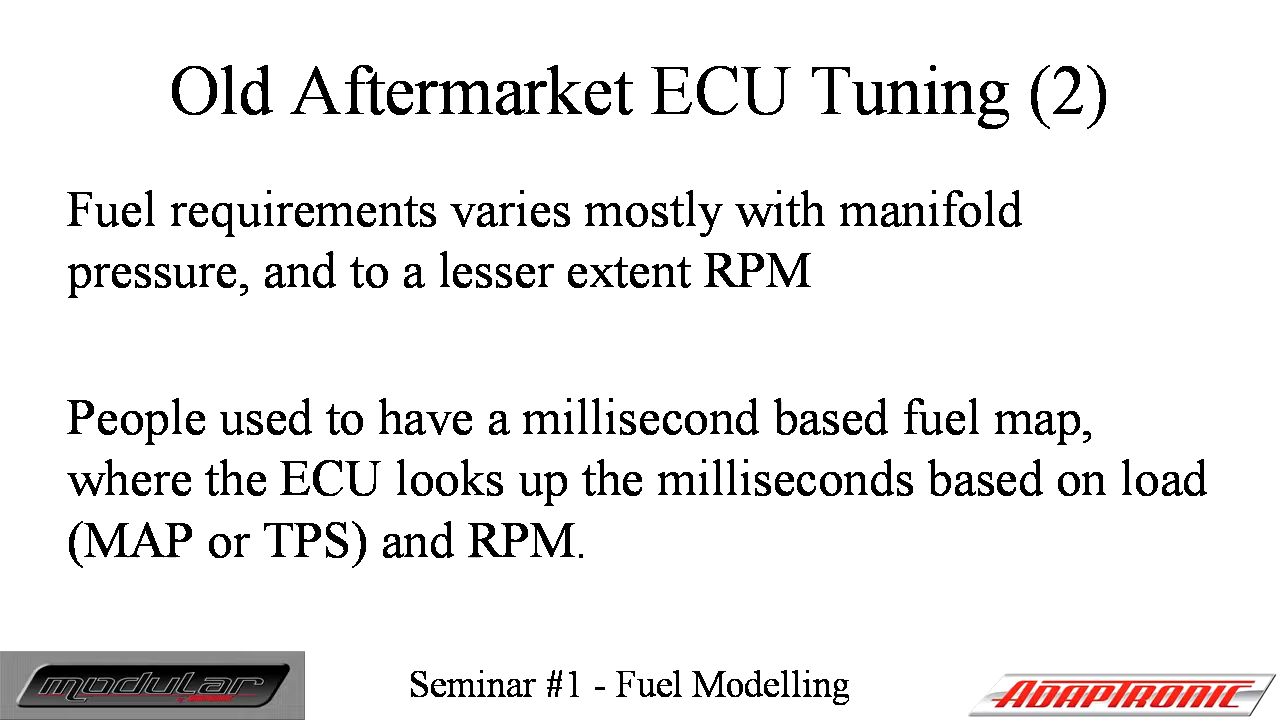 Old Aftermarket ECU Tuning (2)
Fuel requirements varies mostly with manifold
pressure, and to a lesser extent RPM
People used to have a millisecond based fuel map,
where the ECU looks up the milliseconds based on load
(MAP or TPS) and RPM.
modular
Seminar #1 - Fuel Modelling
ADAPTRONIC